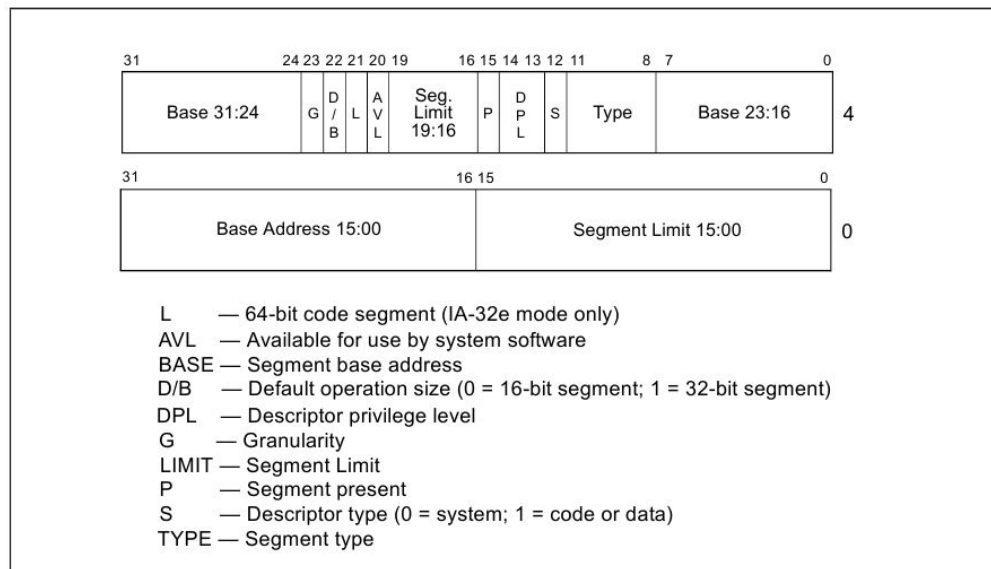 31 24 23 22 21 20 19 16 15 14 13 12 11 8 7 0
Base 31:24 G D/B L AVL Seg. Limit 19:16 P DPL S Type Base 23:16 4
31 16 15 0
Base Address 15:00 Segment Limit 15:00 0
L — 64-bit code segment (IA-32e mode only)
AVL — Available for use by system software
BASE — Segment base address
D/B — Default operation size (0 = 16-bit segment; 1 = 32-bit segment)
DPL — Descriptor privilege level
G — Granularity
LIMIT — Segment Limit
P — Segment present
S — Descriptor type (0 = system; 1 = code or data)
TYPE — Segment type